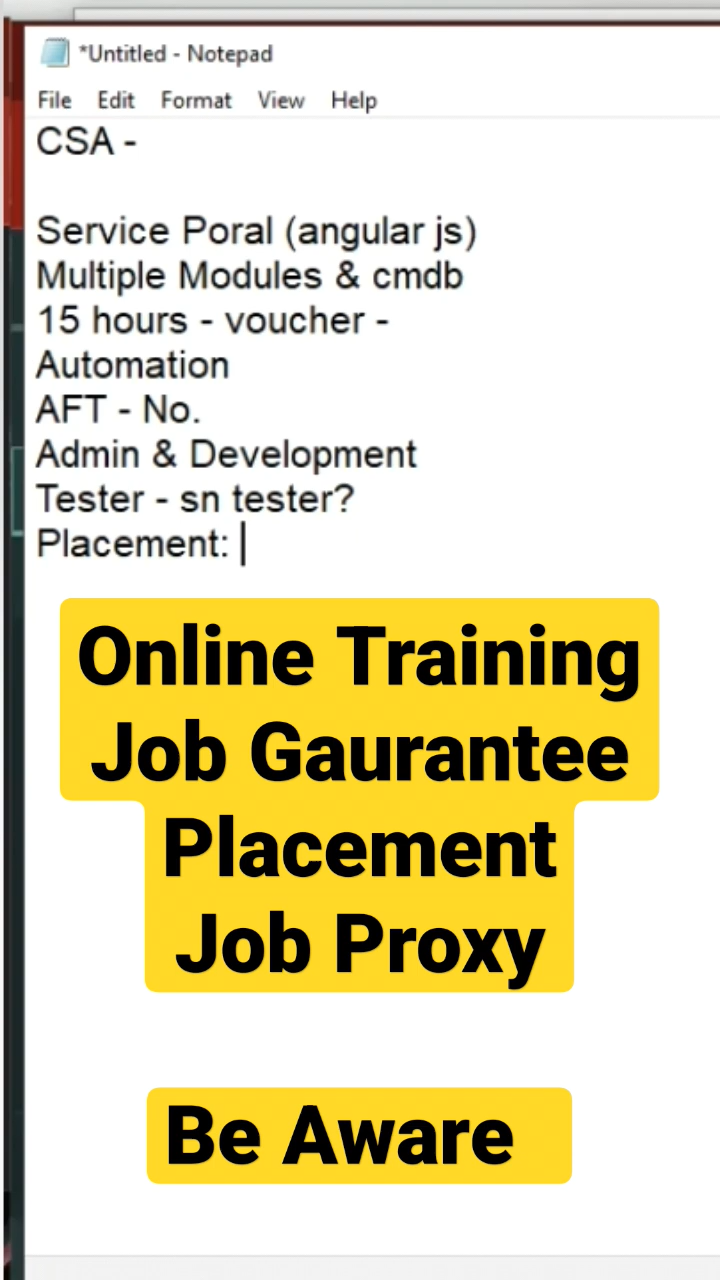 *Untitled - Notepad
File Edit Format View Help
CSA -
Service Poral (angular js)
Multiple Modules & cmdb
15 hours - voucher -
Automation
AFT - No.
Admin & Development
Tester - sn tester?
Placement:
Online Training
Job Gaurantee
Placement
Job Proxy
Be Aware